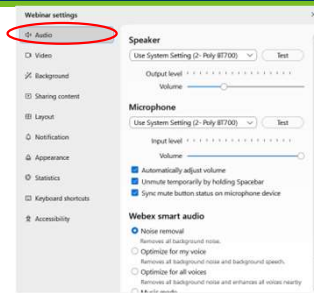 Webinar settings
Audio
Video
Background
Sharing content
Layout
Notification
Appearance
Statistics
Keyboard shortcuts
Accessibility
Speaker
Use System Setting (2- Poly BT700)
Test
Output level
Volume
Microphone
Use System Setting (2- Poly BT700)
Test
Input level
Volume
Automatically adjust volume
Unmute temporarily by holding Spacebar
Sync mute button status on microphone device
Webex smart audio
Noise removal
Removes all background noise.
Optimize for my voice
Removes all background noise and background speech.
Optimize for all voices
Removes all background noise and enhances all voices nearby
Music mode